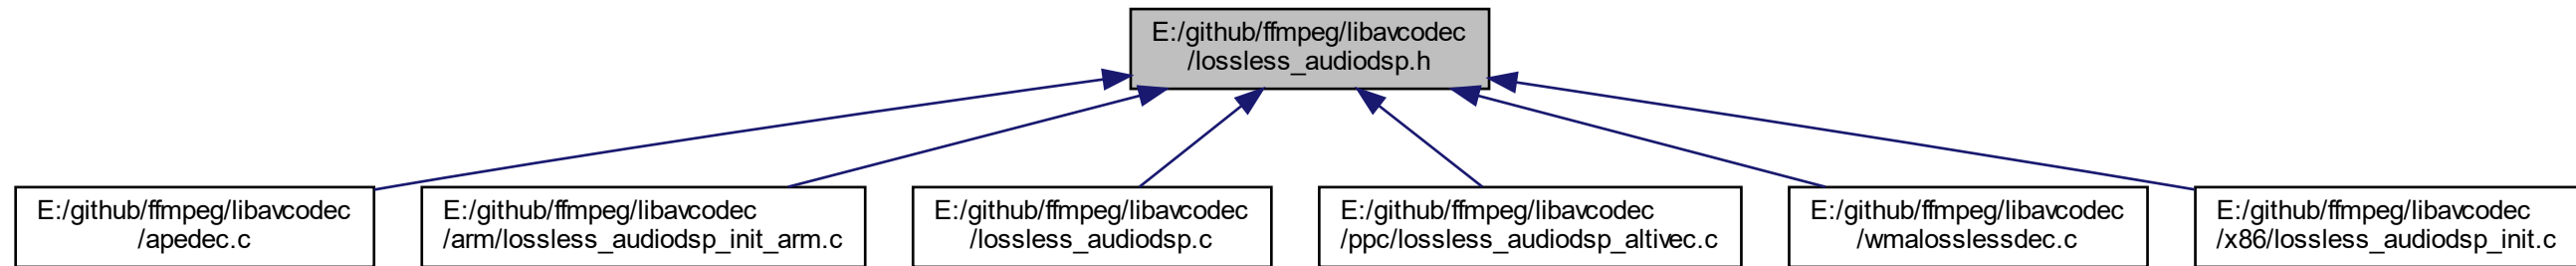 E:/github/ffmpeg/libavcodec
/lossless_audiodsp.h
E:/github/ffmpeg/libavcodec
/apedec.c
E:/github/ffmpeg/libavcodec
/arm/lossless_audiodsp_init_arm.c
E:/github/ffmpeg/libavcodec
/lossless_audiodsp.c
E:/github/ffmpeg/libavcodec
/ppc/lossless_audiodsp_altivec.c
E:/github/ffmpeg/libavcodec
/wmalosslessdec.c
E:/github/ffmpeg/libavcodec
/x86/lossless_audiodsp_init.c